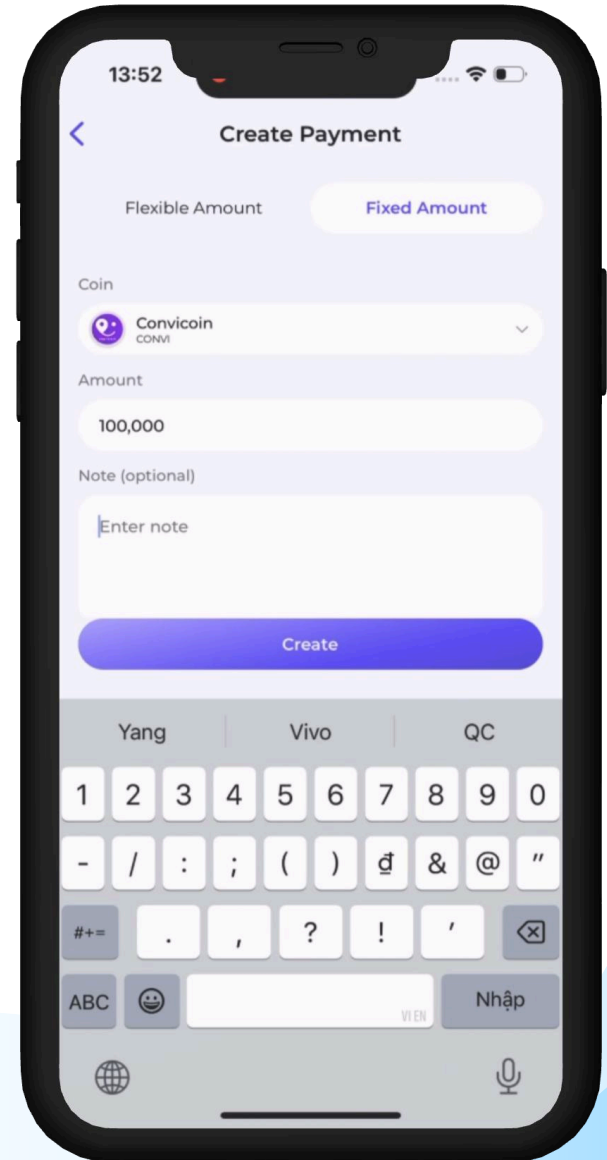 13:52
Create Payment
Flexible Amount Fixed Amount
Coin
Convicoin
CONVI
Amount
100,000
Note (optional)
Enter note
Create
Yang Vivo QC
1 2 3 4 5 6 7 8 9 0
- / : ; ( ) đ & @ "
#+= . , ? ! '
ABC VI EN Nhập